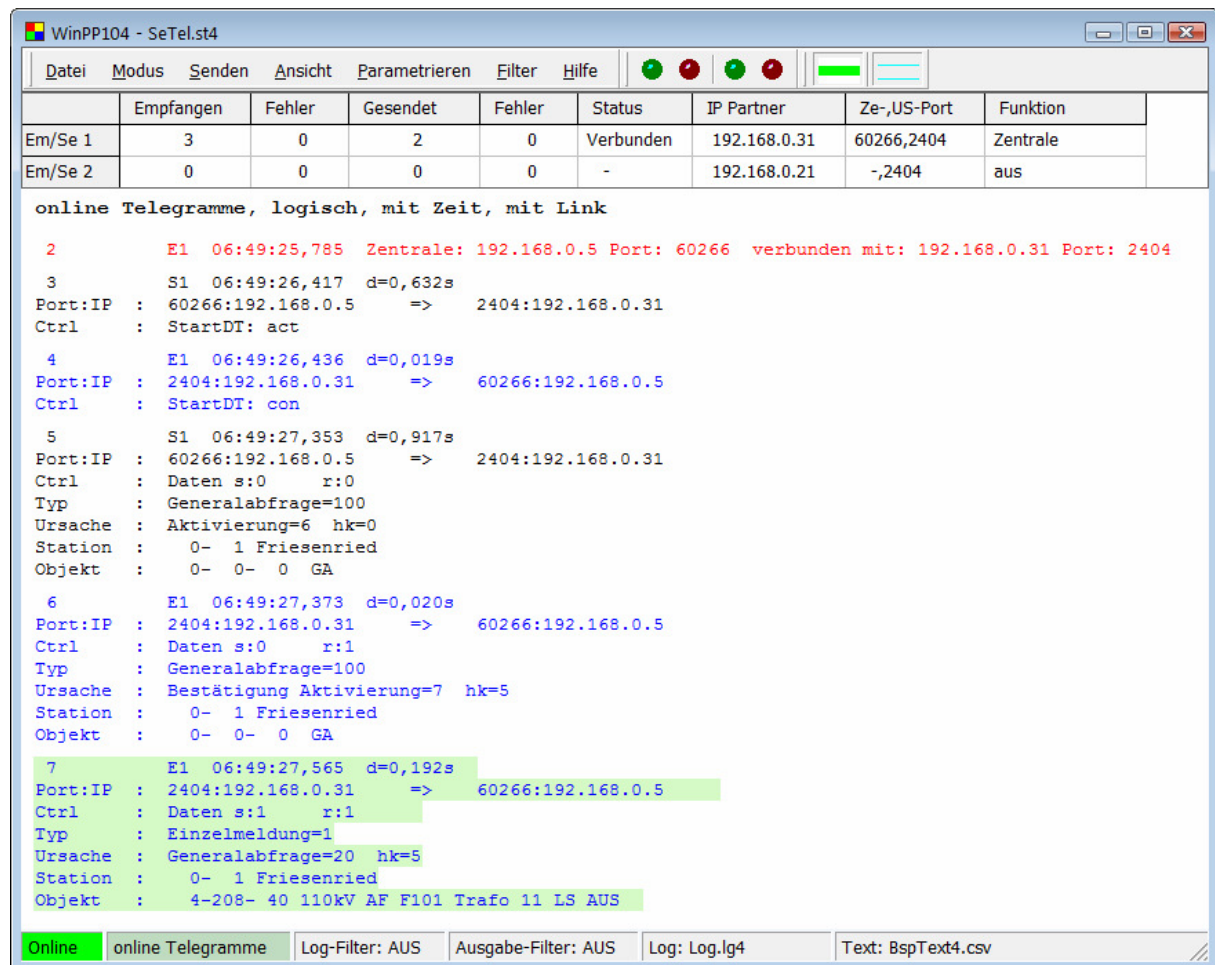 WinPP104 - SeTel.st4
Datei Modus Senden Ansicht Parametrieren Filter Hilfe
Empfangen Fehler Gesendet Fehler Status IP Partner Ze-,US-Port Funktion
Em/Se 1 3 0 2 0 Verbunden 192.168.0.31 60266,2404 Zentrale
Em/Se 2 0 0 0 0 - 192.168.0.21 -,2404 aus
online Telegramme, logisch, mit Zeit, mit Link
2 E1 06:49:25,785 Zentrale: 192.168.0.5 Port: 60266 verbunden mit: 192.168.0.31 Port: 2404
3 S1 06:49:26,417 d=0,632s
Port:IP : 60266:192.168.0.5 => 2404:192.168.0.31
Ctrl : StartDT: act
4 E1 06:49:26,436 d=0,019s
Port:IP : 2404:192.168.0.31 => 60266:192.168.0.5
Ctrl : StartDT: con
5 S1 06:49:27,353 d=0,917s
Port:IP : 60266:192.168.0.5 => 2404:192.168.0.31
Ctrl : Daten s:0 r:0
Typ : Generalabfrage=100
Ursache : Aktivierung=6 hk=0
Station : 0- 1 Friesenried
Objekt : 0- 0- 0 GA
6 E1 06:49:27,373 d=0,020s
Port:IP : 2404:192.168.0.31 => 60266:192.168.0.5
Ctrl : Daten s:0 r:1
Typ : Generalabfrage=100
Ursache : Bestätigung Aktivierung=7 hk=5
Station : 0- 1 Friesenried
Objekt : 0- 0- 0 GA
7 E1 06:49:27,565 d=0,192s
Port:IP : 2404:192.168.0.31 => 60266:192.168.0.5
Ctrl : Daten s:1 r:1
Typ : Einzelmeldung=1
Ursache : Generalabfrage=20 hk=5
Station : 0- 1 Friesenried
Objekt : 4-208- 40 110kV AF F101 Trafo 11 LS AUS
Online online Telegramme Log-Filter: AUS Ausgabe-Filter: AUS Log: Log.lg4 Text: BspText4.csv